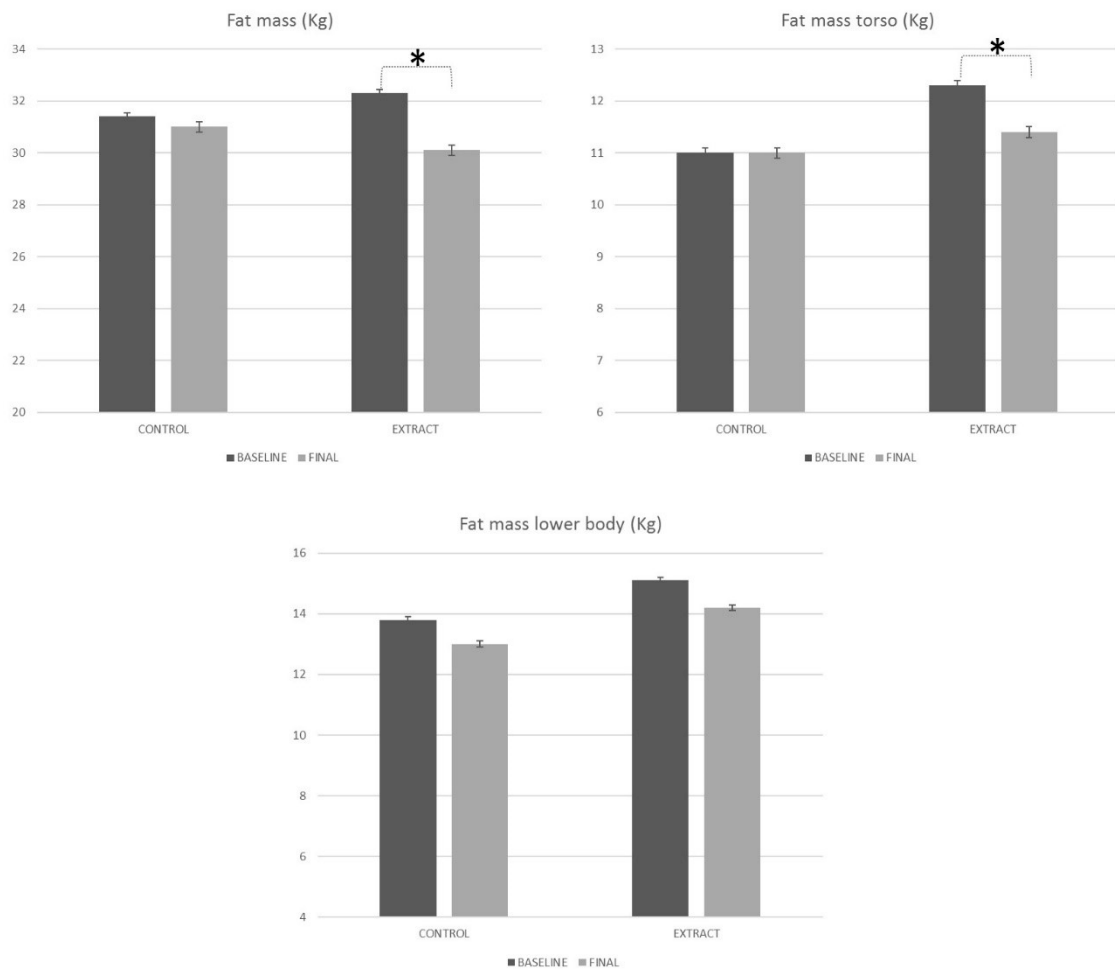 Fat mass (Kg)
34
32
30
28
26
24
22
20
CONTROL
EXTRACT
BASELINE FINAL
Fat mass torso (Kg)
13
12
11
10
9
8
7
6
CONTROL
EXTRACT
BASELINE FINAL
Fat mass lower body (Kg)
16
14
12
10
8
6
4
CONTROL
EXTRACT
BASELINE FINAL